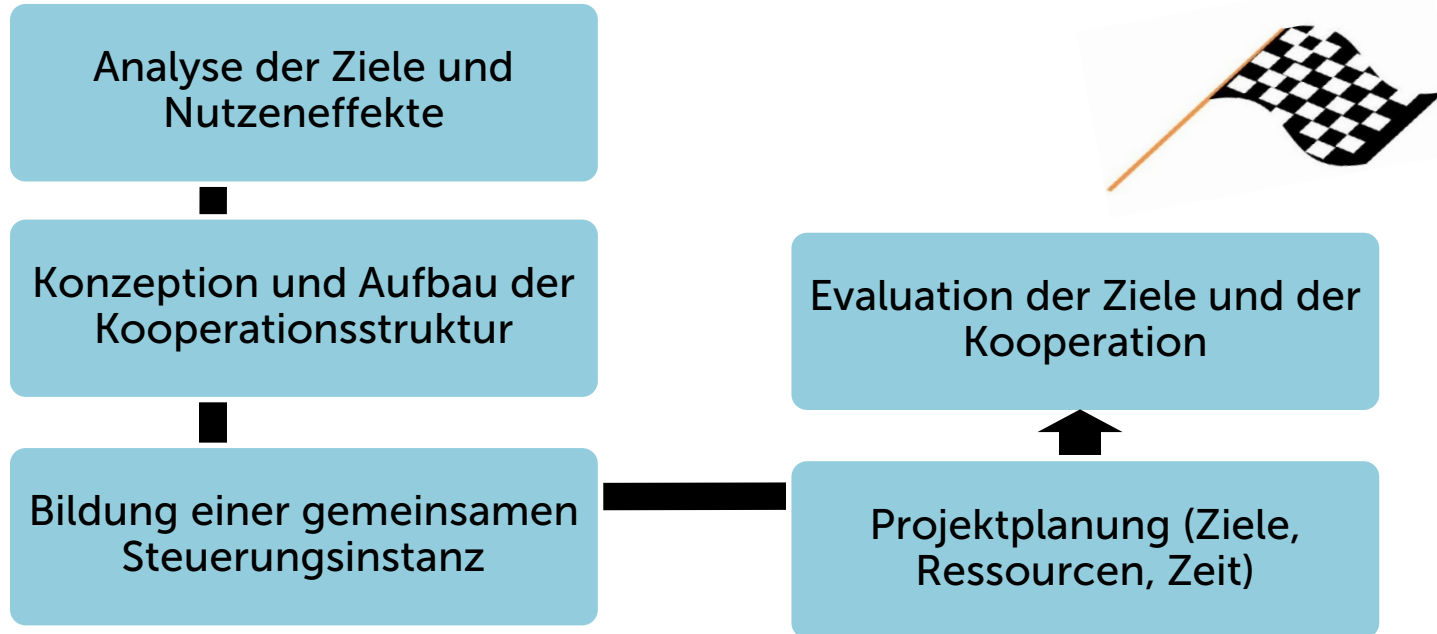 Analyse der Ziele und
Nutzeneffekte
Konzeption und Aufbau der
Kooperationsstruktur
Bildung einer gemeinsamen
Steuerungsinstanz
Projektplanung (Ziele,
Ressourcen, Zeit)
Evaluation der Ziele und der
Kooperation